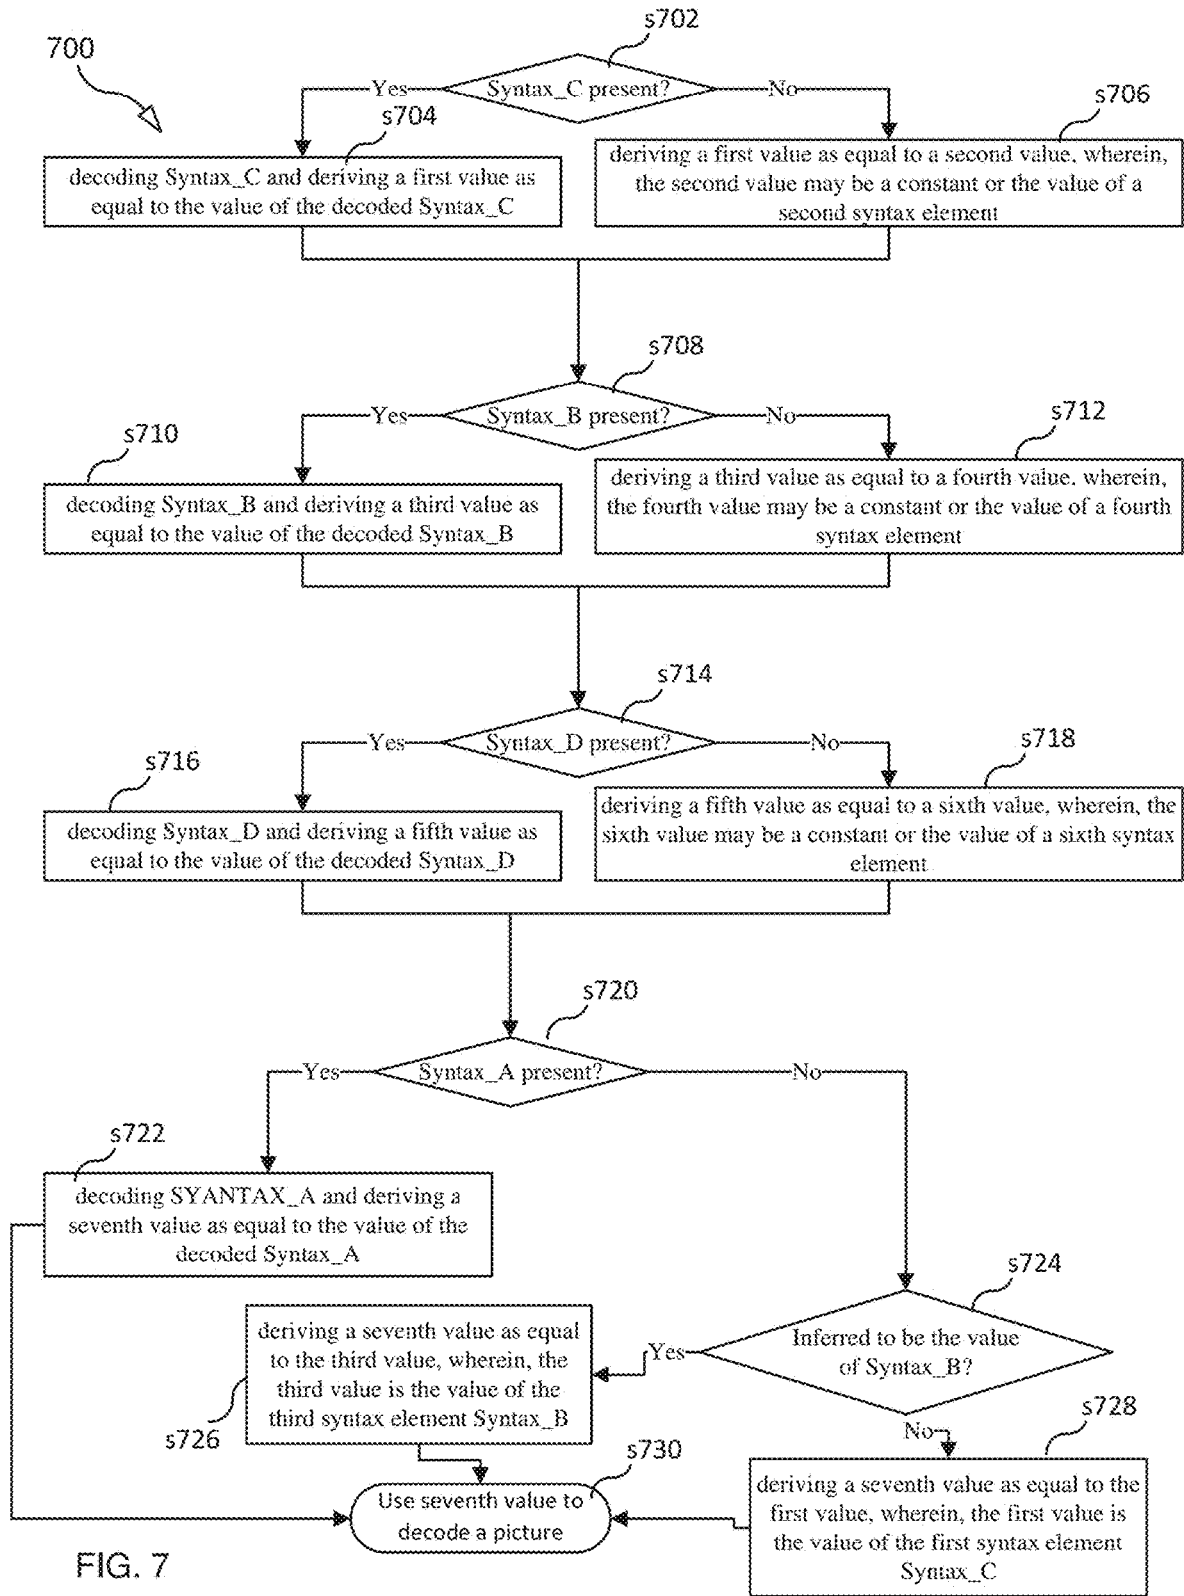 s702
700
Yes
Syntax_C present?
No
s704
s706
decoding Syntax_C and deriving a first value as
equal to the value of the decoded Syntax_C
deriving a first value as equal to a second value, wherein,
the second value may be a constant or the value of a
second syntax element
s708
Yes
Syntax_B present?
No
s710
s712
decoding Syntax_B and deriving a third value as
equal to the value of the decoded Syntax_B
deriving a third value as equal to a fourth value, wherein,
the fourth value may be a constant or the value of a fourth
syntax element
s714
Yes
Syntax_D present?
No
s716
s718
decoding Syntax_D and deriving a fifth value as
equal to the value of the decoded Syntax_D
deriving a fifth value as equal to a sixth value, wherein, the
sixth value may be a constant or the value of a sixth syntax
element
s720
Yes
Syntax_A present?
No
s722
decoding SYANTAX_A and deriving a
seventh value as equal to the value of the
decoded Syntax_A
s724
Inferred to be the value
of Syntax_B?
Yes
deriving a seventh value as equal
to the third value, wherein, the
third value is the value of the
third syntax element Syntax_B
s726
No
s728
s730
Use seventh value to
decode a picture
deriving a seventh value as equal to the
first value, wherein, the first value is
the value of the first syntax element
Syntax_C
FIG. 7